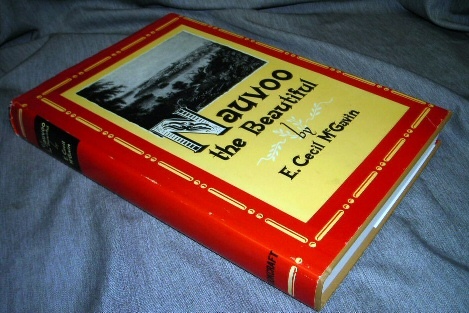 Nauvoo
the Beautiful
by
E. Cecil McGavin